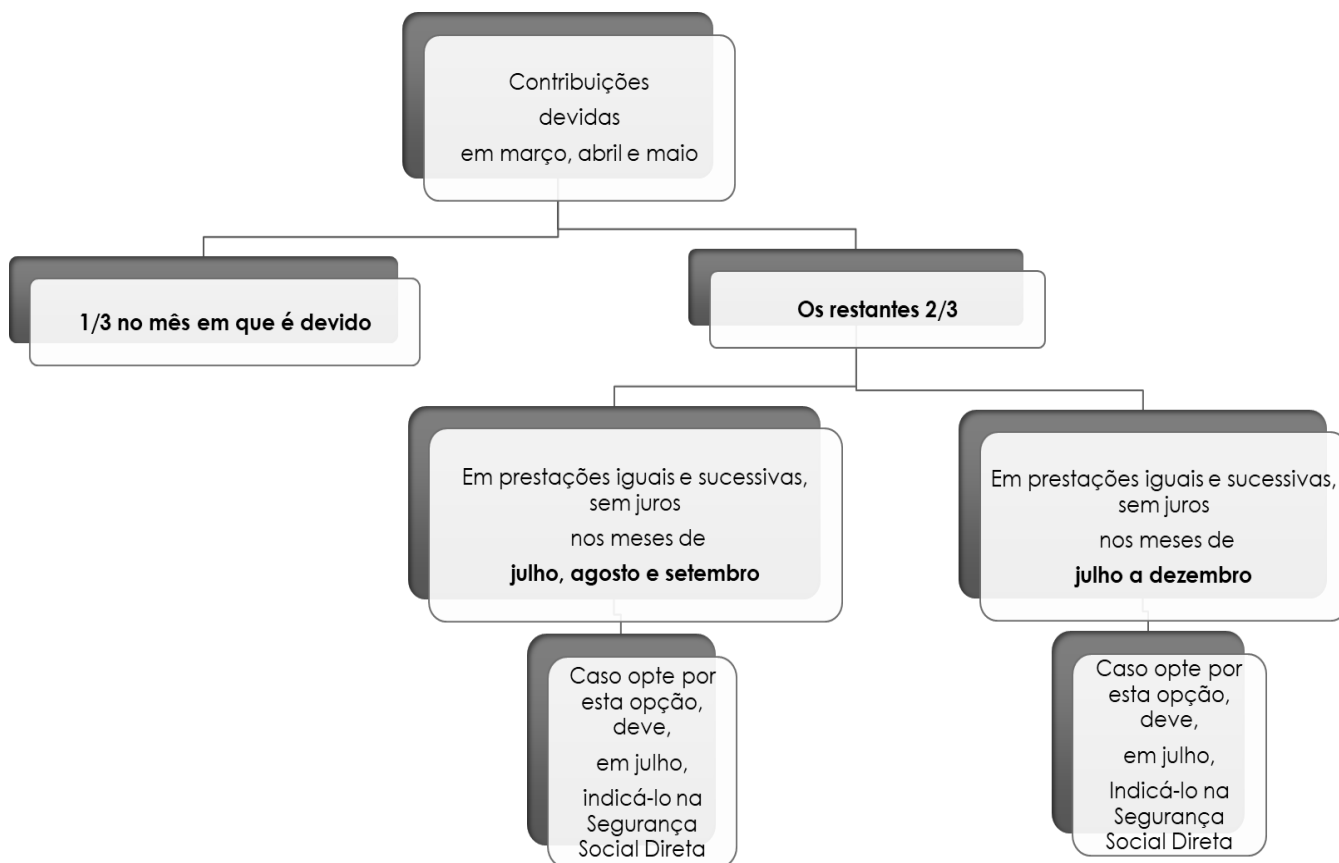 Contribuições
devidas
em março, abril e maio
1/3 no mês em que é devido
Os restantes 2/3
Em prestações iguais e sucessivas,
sem juros
nos meses de
julho, agosto e setembro
Em prestações iguais e sucessivas,
sem juros
nos meses de
julho a dezembro
Caso opte por
esta opção,
deve,
em julho,
indicá-lo na
Segurança
Social Direta
Caso opte por
esta opção,
deve,
em julho,
Indicá-lo na
Segurança
Social Direta